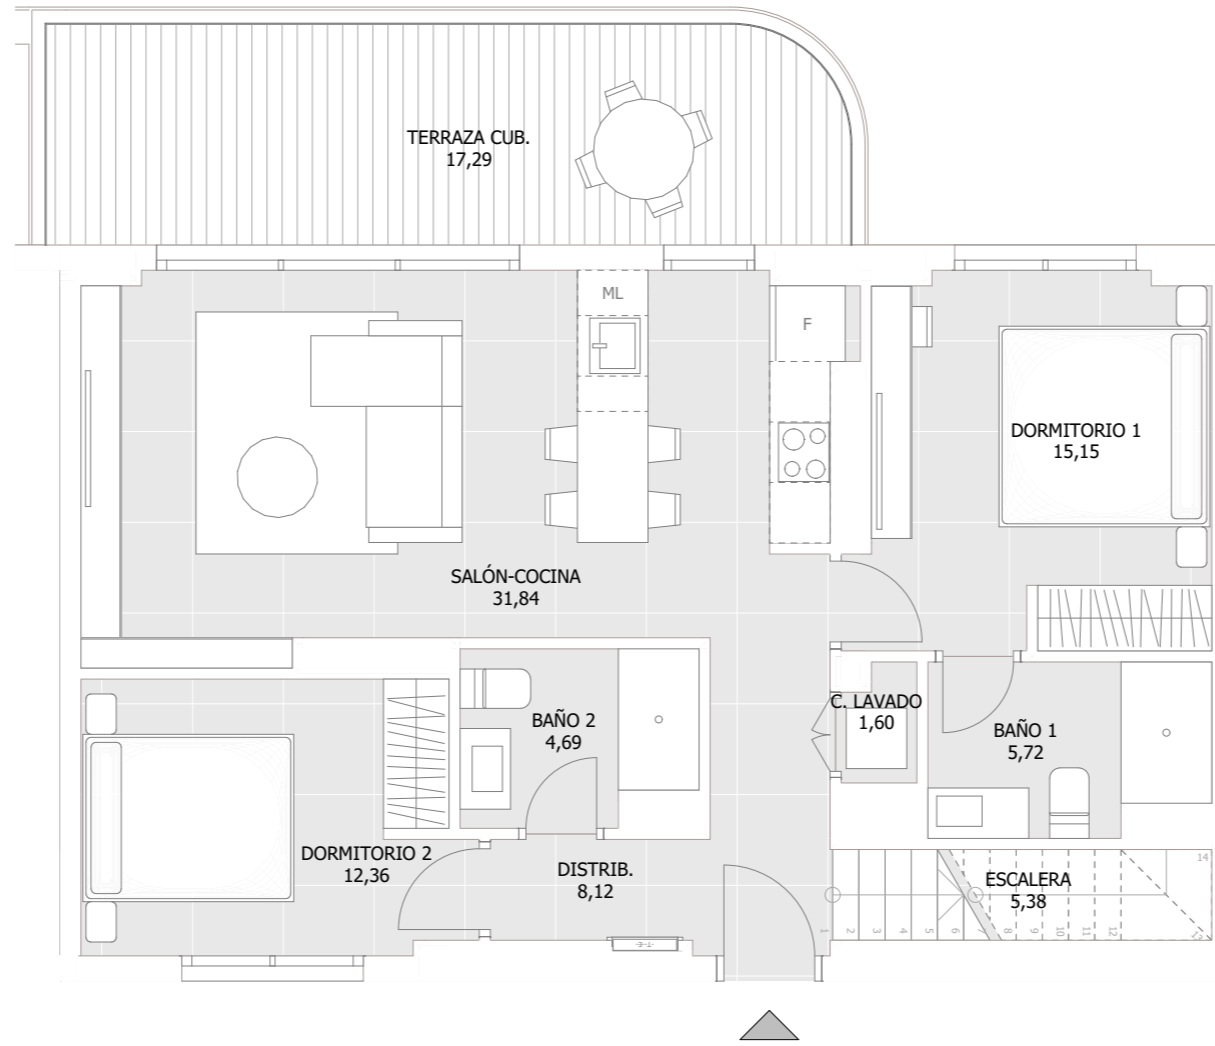 TERRAZA CUB.
17,29
ML
F
DORMITORIO 1
15,15
SALÓN-COCINA
31,84
C. LAVADO
1,60
BAÑO 2
4,69
BAÑO 1
5,72
DORMITORIO 2
12,36
DISTRIB.
8,12
ESCALERA
5,38
14
1
2
3
4
5
6
7
8
9
10
11
12
13
-T-E-